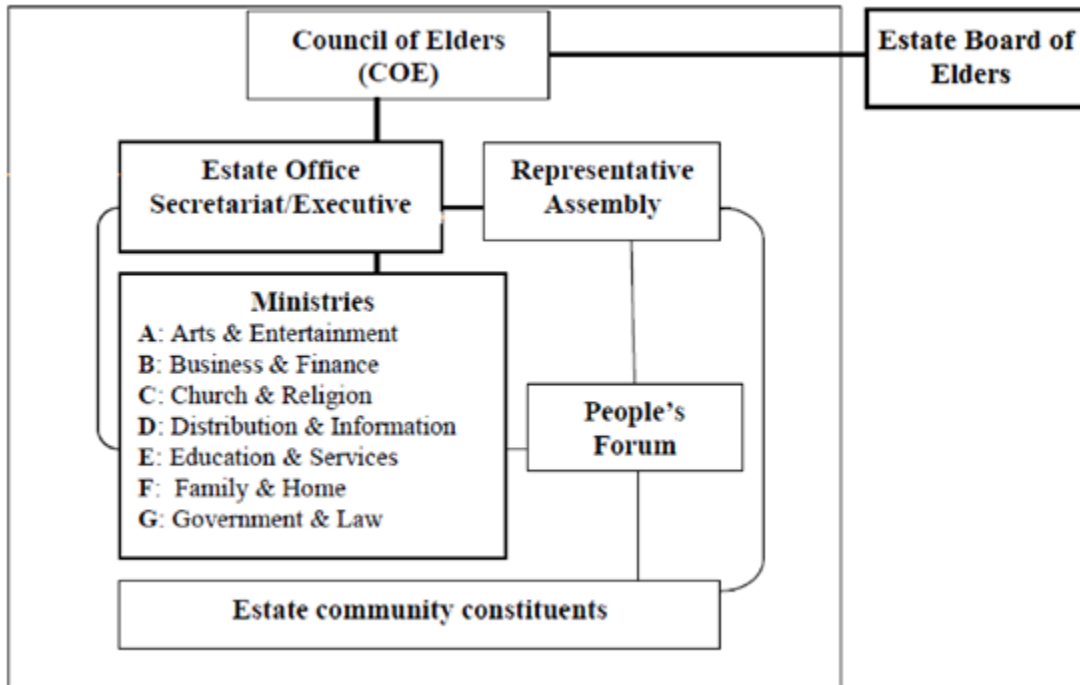 Council of Elders
(COE)
Estate Board of
Elders
Estate Office
Secretariat/Executive
Representative
Assembly
Ministries
A: Arts & Entertainment
B: Business & Finance
C: Church & Religion
D: Distribution & Information
E: Education & Services
F: Family & Home
G: Government & Law
People’s
Forum
Estate community constituents